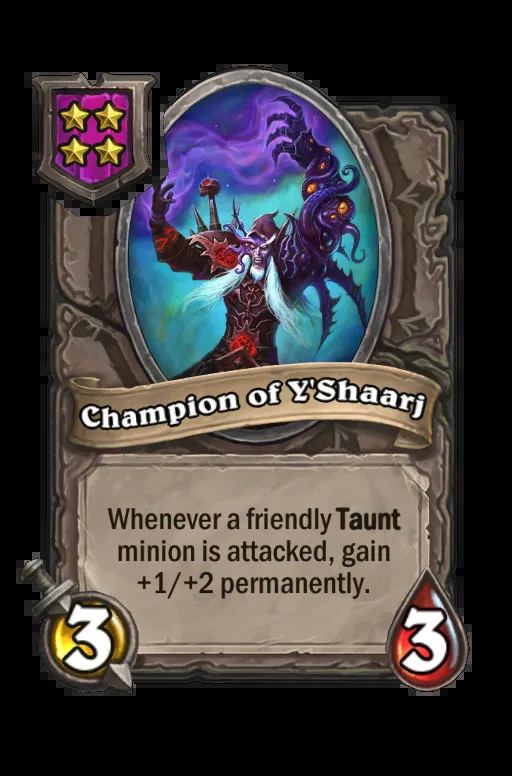 Champion of Y'Shaarj
Whenever a friendly Taunt
minion is attacked, gain
+1/+2 permanently.
3
3